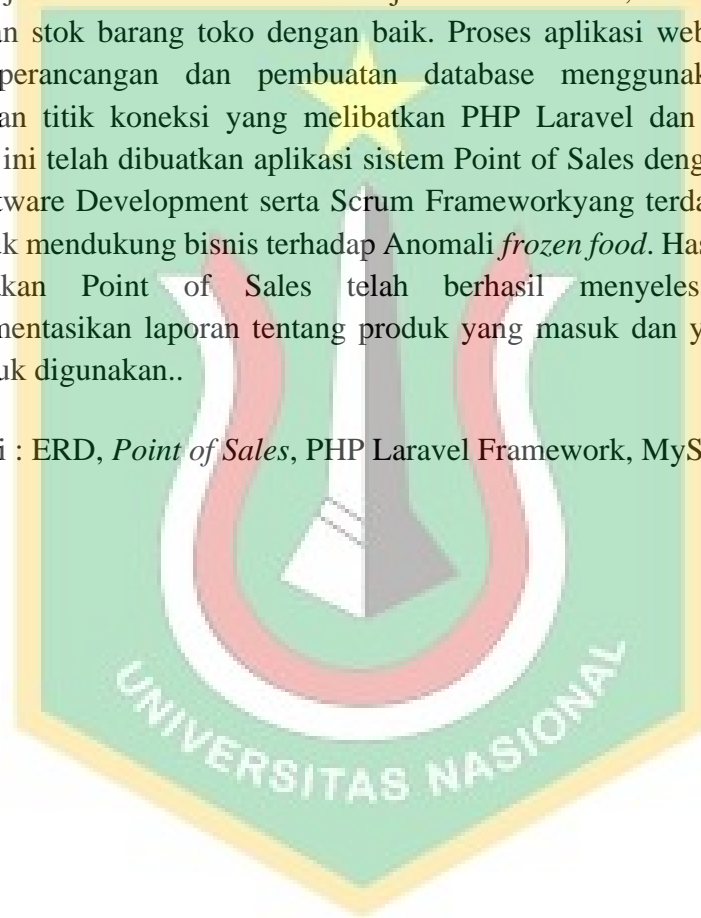 an stok barang toko dengan baik. Proses aplikasi web
perancangan dan pembuatan database menggunak
an titik koneksi yang melibatkan PHP Laravel dan
ini telah dibuatkan aplikasi sistem Point of Sales deng
tware Development serta Scrum Frameworkyang terda
uk mendukung bisnis terhadap Anomali frozen food. Has
akan Point of Sales telah berhasil menyeles
mentasikan laporan tentang produk yang masuk dan y
uk digunakan..
i : ERD, Point of Sales, PHP Laravel Framework, MyS
UNIVERSITAS NASIONAL